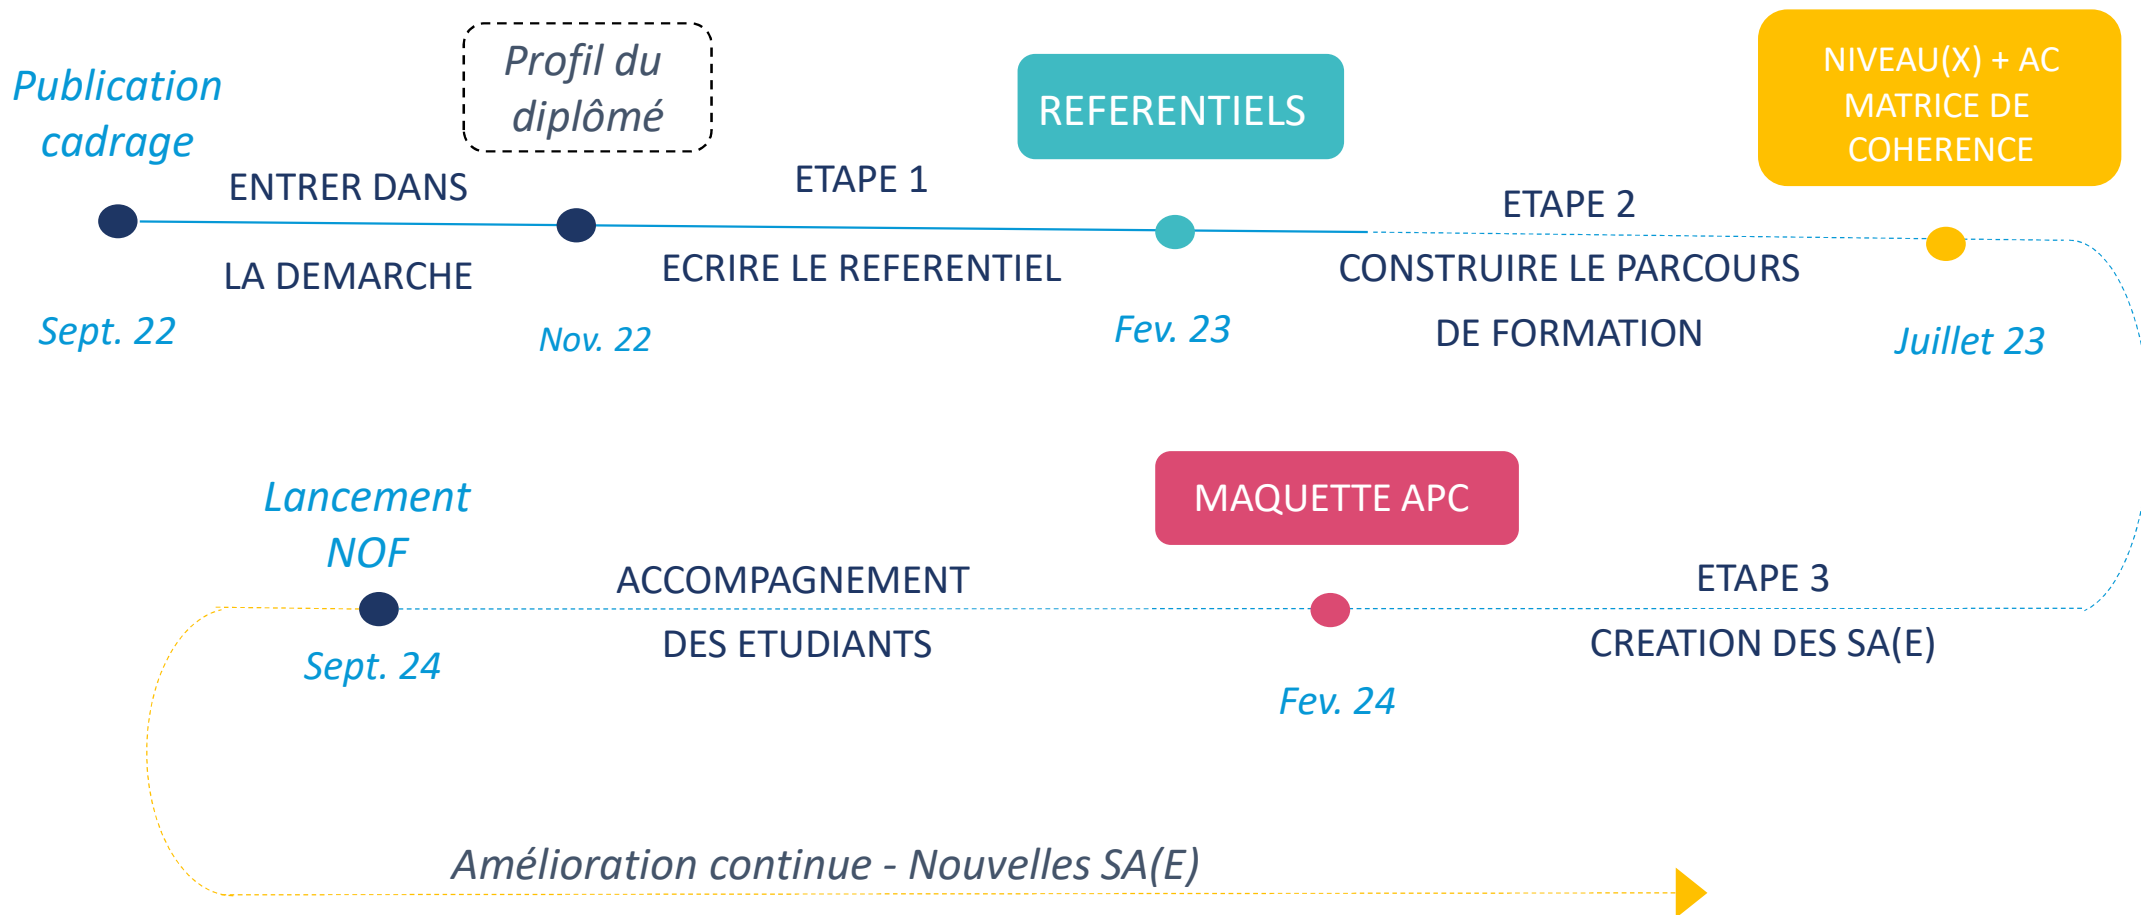 Publication
cadrage
Profil du
diplômé
RÉFERENTIELS
NIVEAU(X) + AC
MATRICE DE
COHERENCE
ENTRER DANS
LA DEMARCHE
ETAPE 1
ECRIRE LE REFERENTIEL
ETAPE 2
CONSTRUIRE LE PARCOURS
DE FORMATION
Sept. 22
Nov. 22
Fev. 23
Juillet 23
Lancement
NOF
ACCOMPAGNEMENT
DES ETUDIANTS
MAQUETTE APC
ETAPE 3
CREATION DES SA(E)
Sept. 24
Fev. 24
Amélioration continue - Nouvelles SA(E)